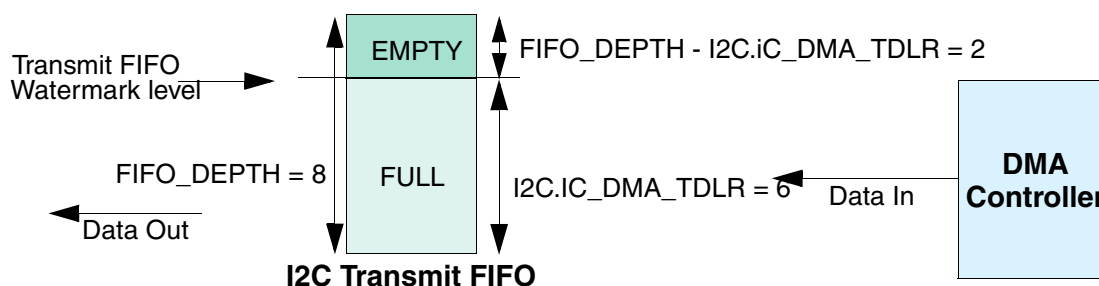 EMPTY
FIFO_DEPTH - I2C.iC_DMA_TDLR = 2
Transmit FIFO
Watermark level
FIFO_DEPTH = 8
FULL
I2C.IC_DMA_TDLR = 6
Data In
DMA
Controller
Data Out
I2C Transmit FIFO